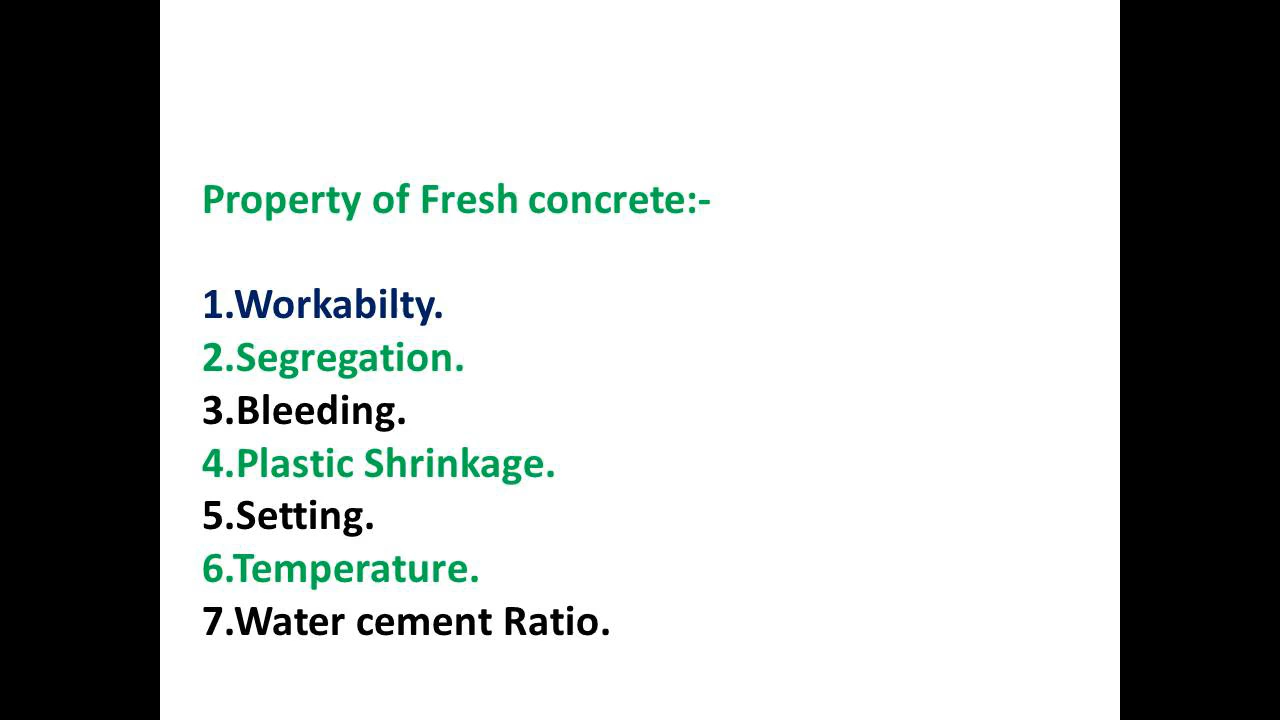 Property of Fresh concrete:-
1.Workabilty.
2.Segregation.
3.Bleeding.
4.Plastic Shrinkage.
5.Setting.
6.Temperature.
7.Water cement Ratio.